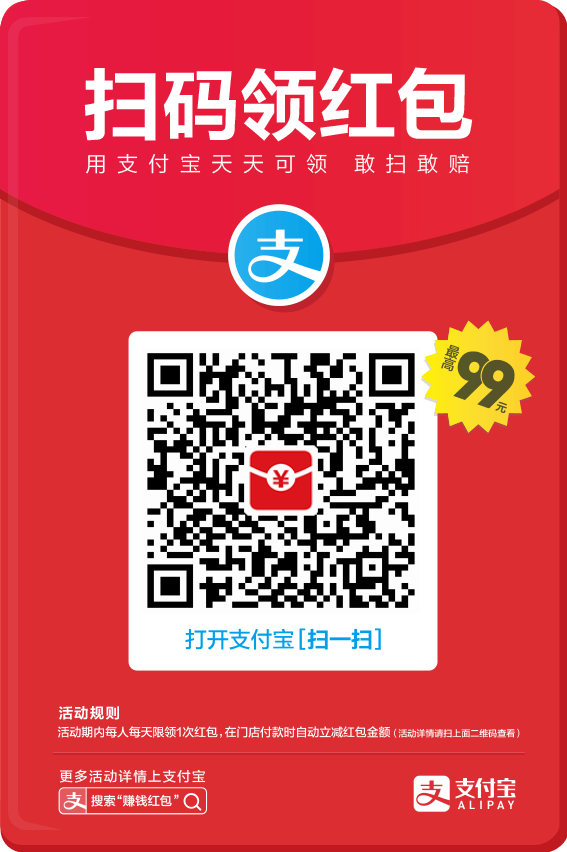 扫码领红包
用支付宝天天可领 敢扫敢赔
支
最高99元
¥
打开支付宝[扫一扫]
活动规则
活动期内每人每天限领1次红包，在门店付款时自动立减红包金额（活动详情请扫上面二维码查看）
更多活动详情上支付宝
支 搜索“赚钱红包”
支 支付宝
ALIPAY